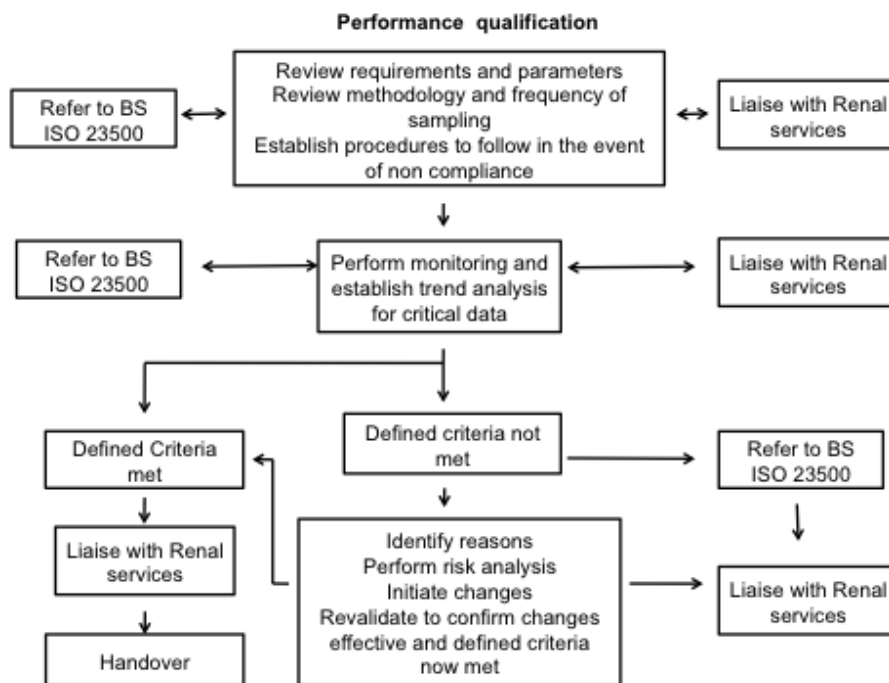 Performance qualification
Refer to BS
ISO 23500
Review requirements and parameters
Review methodology and frequency of
sampling
Establish procedures to follow in the event
of non compliance
Liaise with Renal
services
Refer to BS
ISO 23500
Perform monitoring and
establish trend analysis
for critical data
Liaise with Renal
services
Defined Criteria
met
Defined criteria not
met
Refer to BS
ISO 23500
Liaise with Renal
services
Identify reasons
Perform risk analysis
Initiate changes
Revalidate to confirm changes
effective and defined criteria
now met
Liaise with Renal
services
Handover